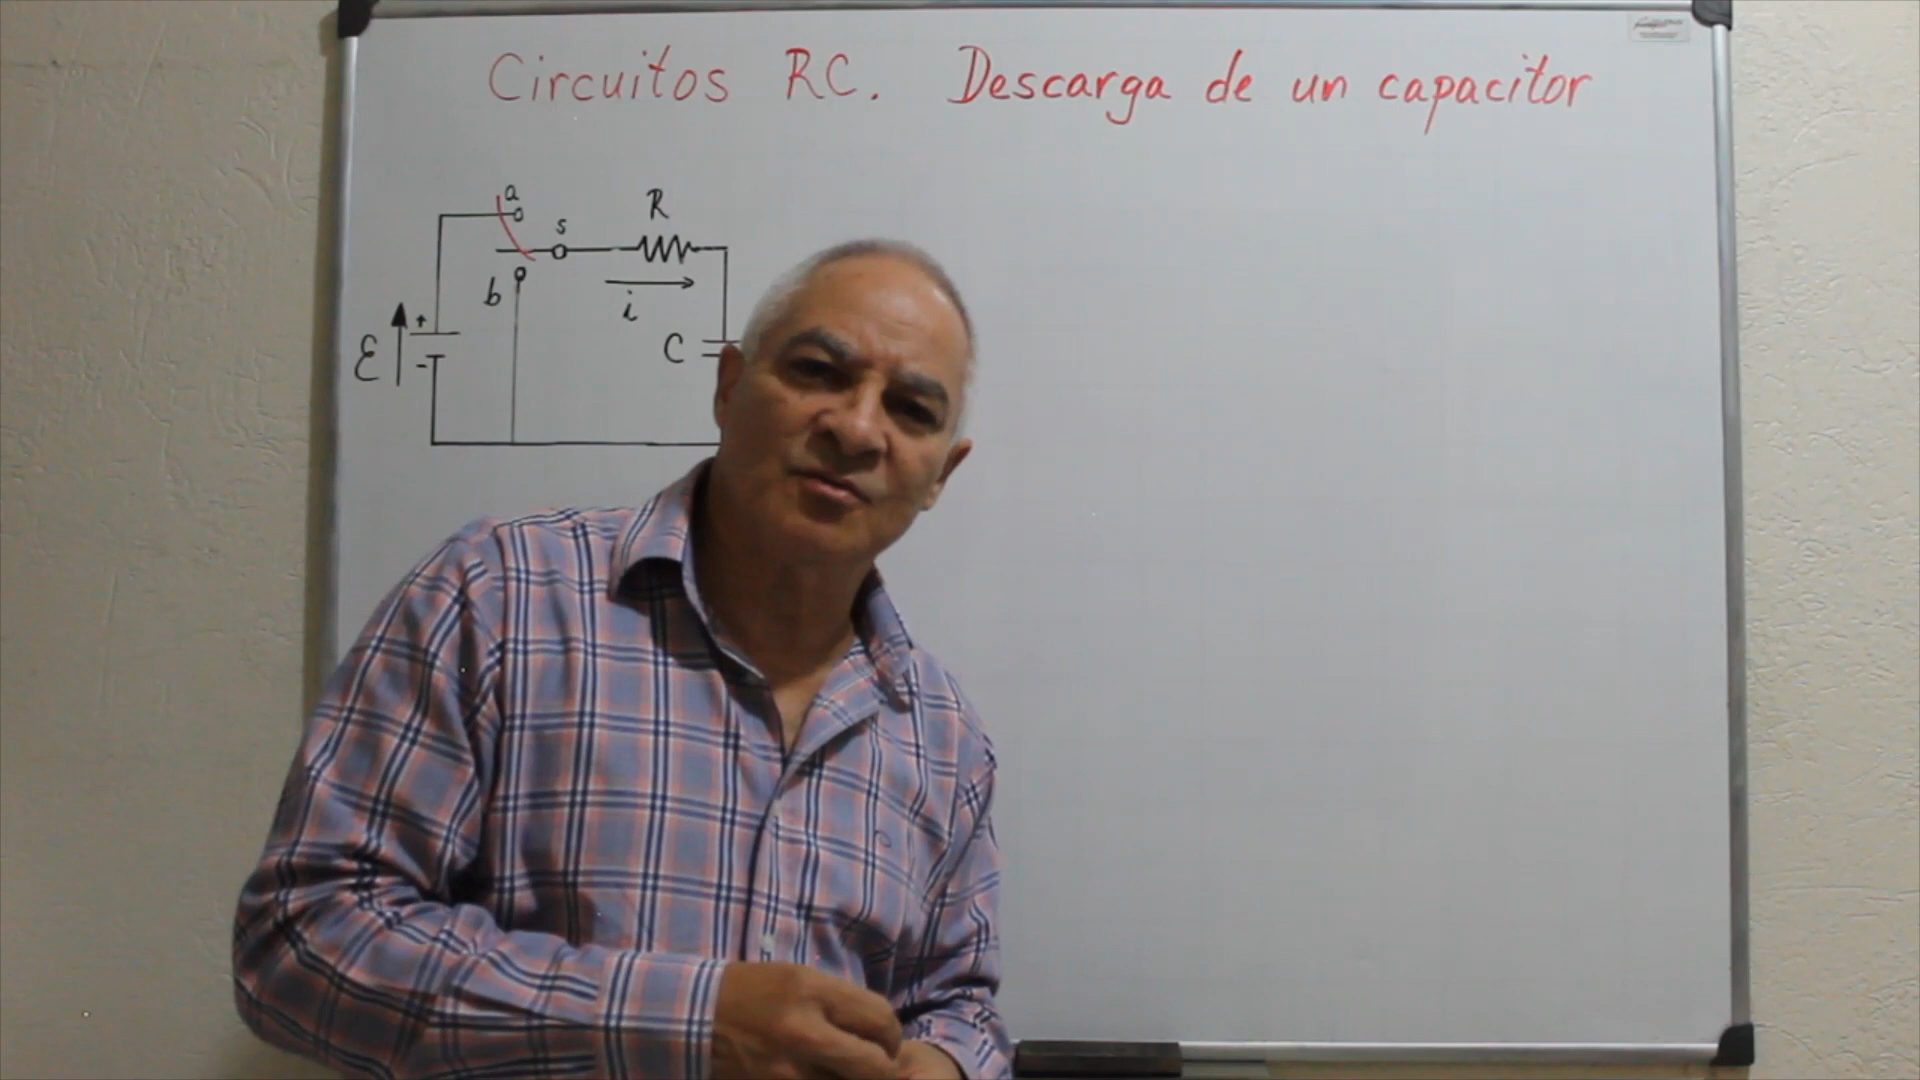 Circuitos RC. Descarga de un capacitor
a
s
R
b
i
+
ε
-
C